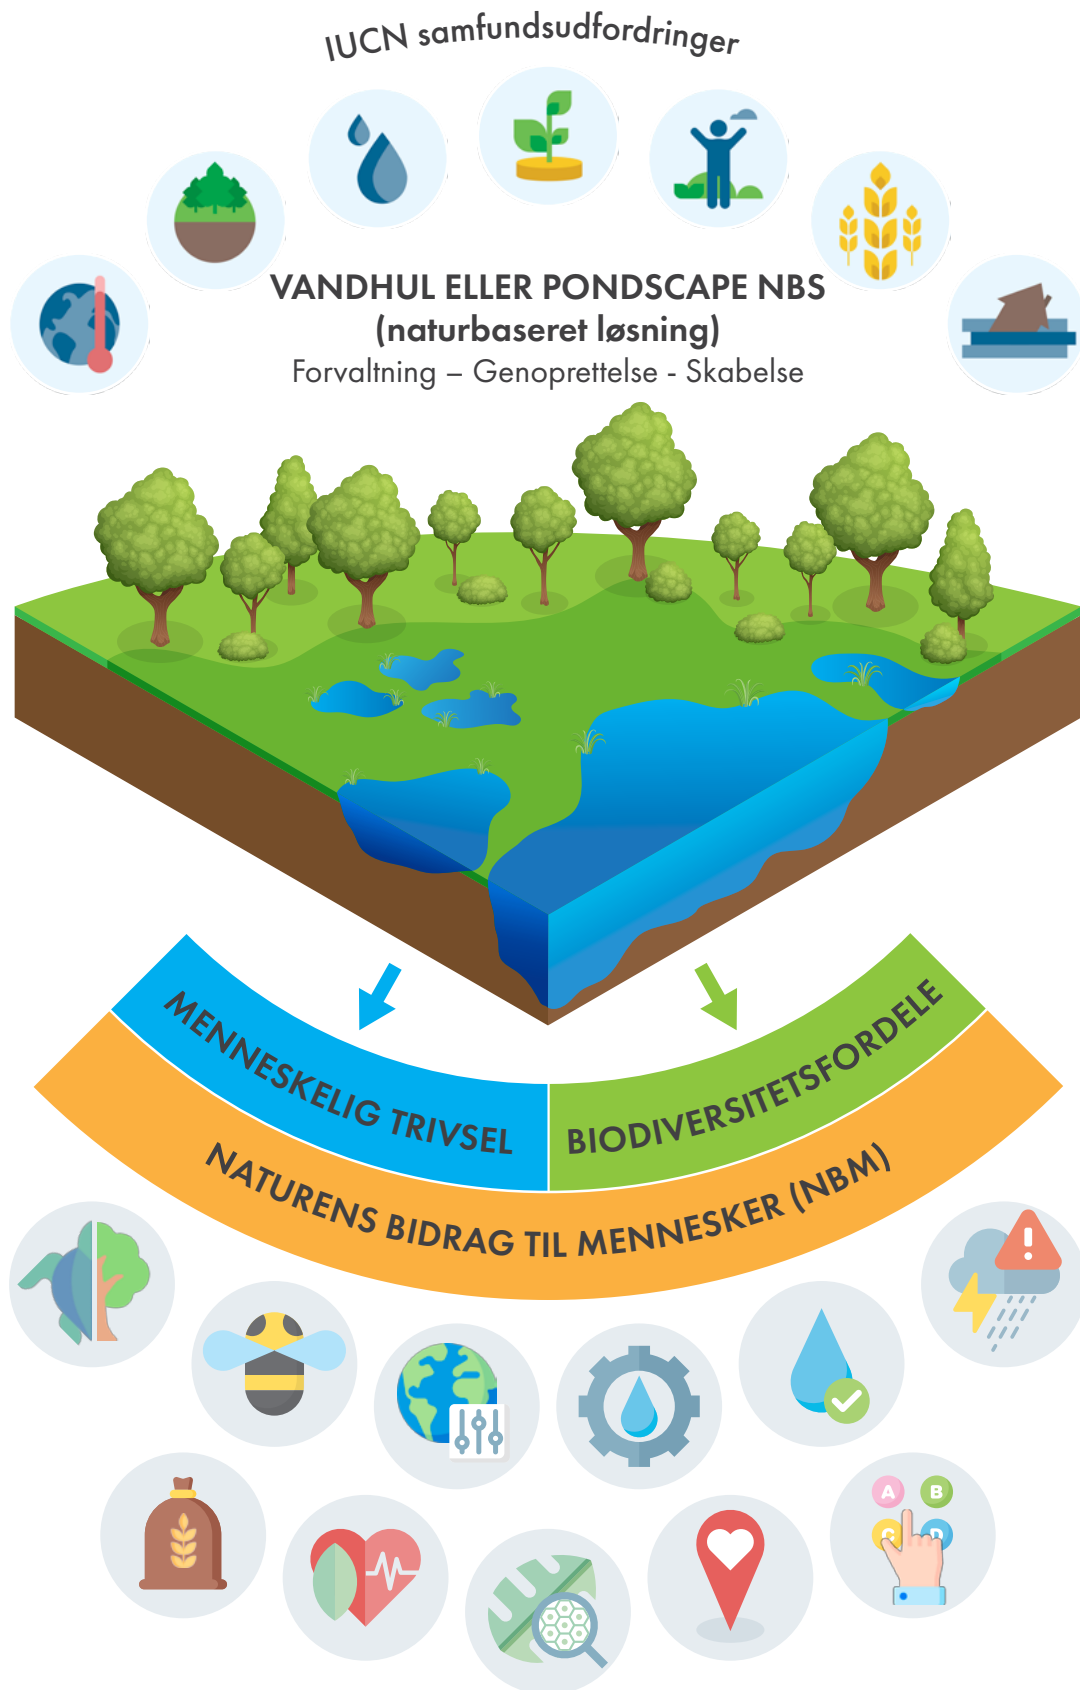 IUCN samfundsudfordringer
VANDHUL ELLER PONDSCAPE NBS
(naturbaseret løsning)
Forvaltning – Genoprettelse - Skabelse
MENNESKELIG TRIVSEL
BIODIVERSITETSFORDELE
NATURENS BIDRAG TIL MENNESKER (NBM)
A B
C D